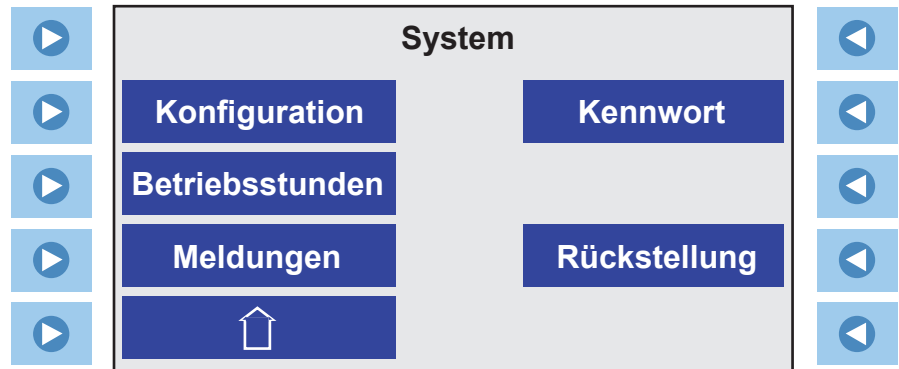 System
Konfiguration
Kennwort
Betriebsstunden
Meldungen
Rückstellung